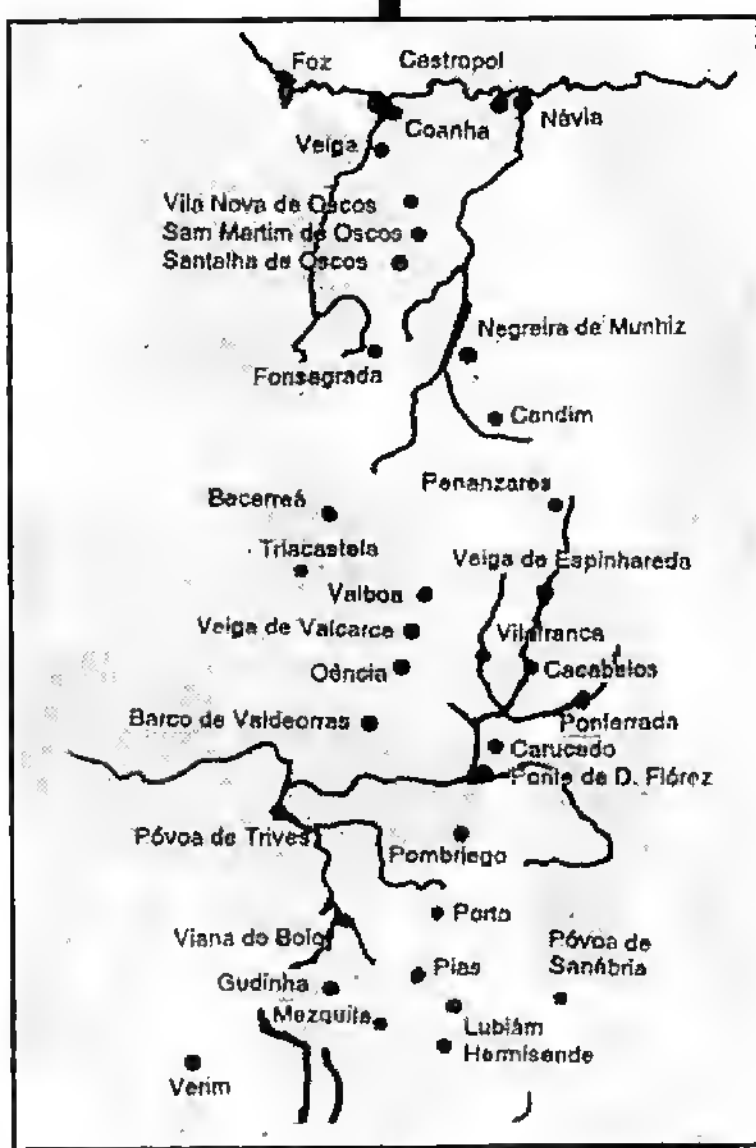 Foz
Castropol
Coanha
Návia
Veiga
Vila Nova de Oscos
Sam Martim de Oscos
Santalha de Oscos
Negreira de Munhiz
Fonsagrada
Candim
Penanzares
Becerreá
Triacastela
Veiga de Espinhareda
Valboa
Veiga de Valcarce
Vilafranca
Oéncia
Cacabelos
Barco de Valdeorras
Ponferrada
Carucedo
Ponte de D. Flórez
Póvoa de Trives
Pombriego
Porto
Viana do Bolo
Póvoa de
Sanábria
Pias
Gudinha
Mezquita
Lubiám
Hermisende
Verim